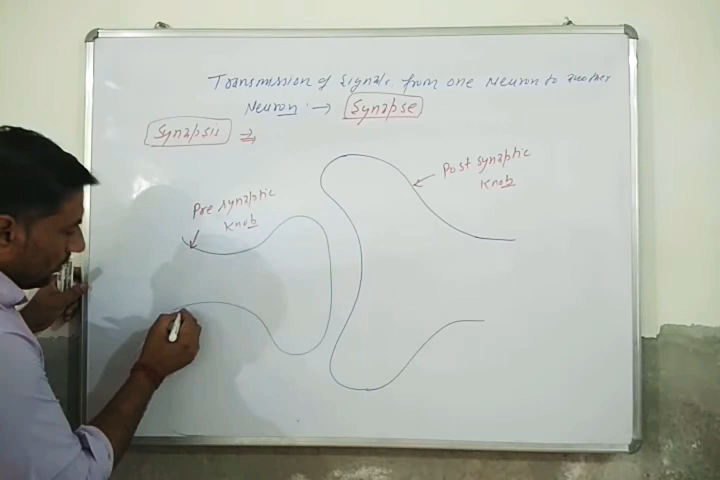 Transmission of signals from one Neuron to another
Neuron. → Synapse
Synapsis ⇒
Pre synaptic
Knob
Post synaptic
Knob